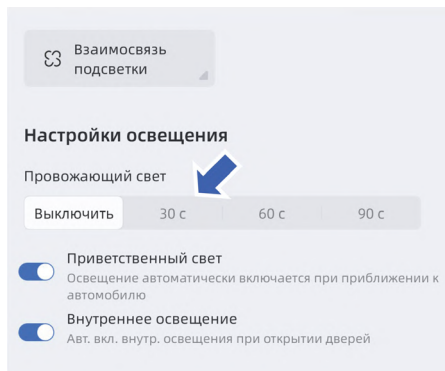 Взаимосвязь
подсветки
Настройки освещения
Провожающий свет
Выключить 30 с 60 с 90 с
Приветственный свет
Освещение автоматически включается при приближении к
автомобилю
Внутреннее освещение
Авт. вкл. внутр. освещения при открытии дверей